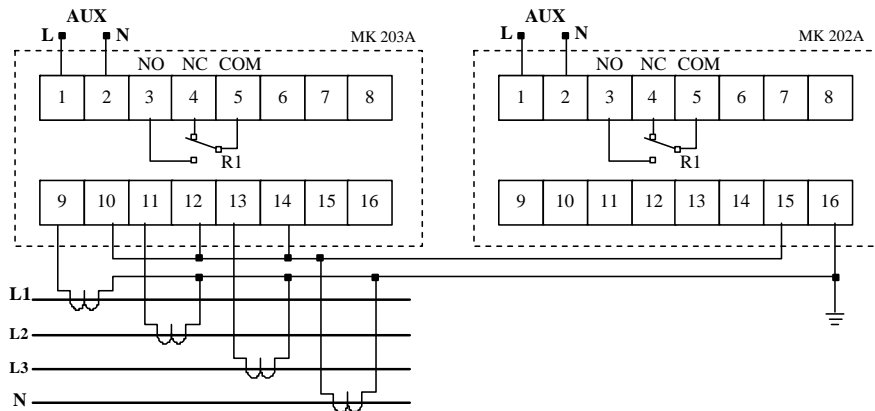 AUX AUX
L N MK 203A L N MK 202A
NO NC COM NO NC COM
1 2 3 4 5 6 7 8 1 2 3 4 5 6 7 8
R1 R1
9 10 11 12 13 14 15 16 9 10 11 12 13 14 15 16
L1
L2
L3
N